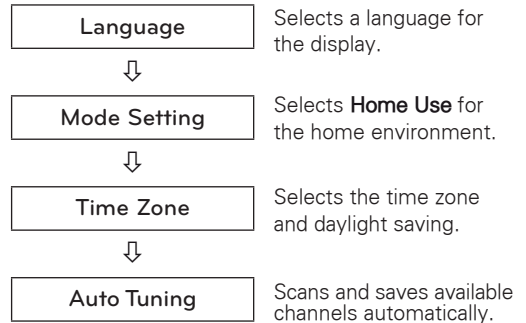 Language
Selects a language for
the display.
Mode Setting
Selects Home Use for
the home environment.
Time Zone
Selects the time zone
and daylight saving.
Auto Tuning
Scans and saves available
channels automatically.